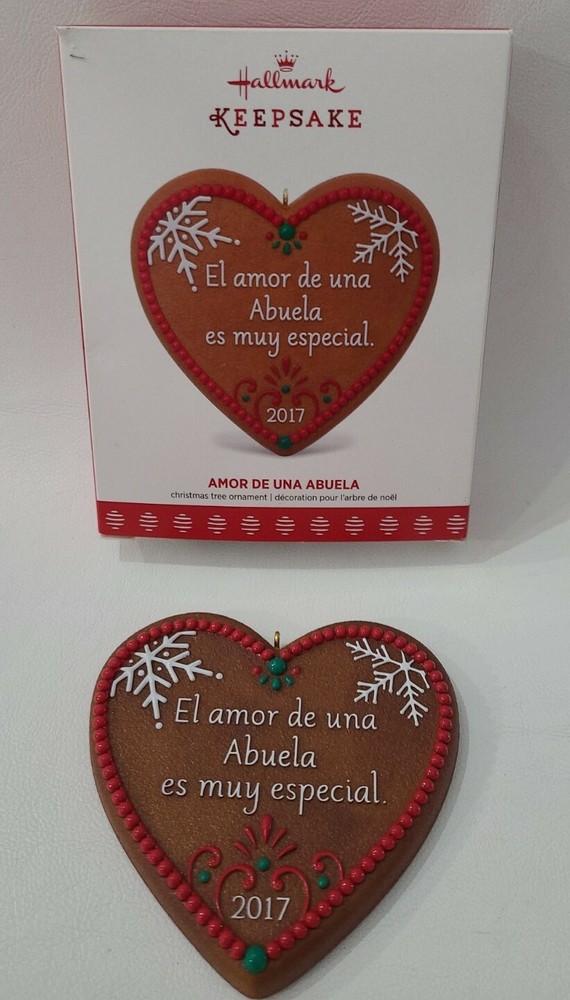 Hallmark
KEEPSAKE
El amor de una
Abuela
es muy especial.
2017
AMOR DE UNA ABUELA
christmas tree ornament | décoration pour l'arbre de noël
El amor de una
Abuela
es muy especial.
2017